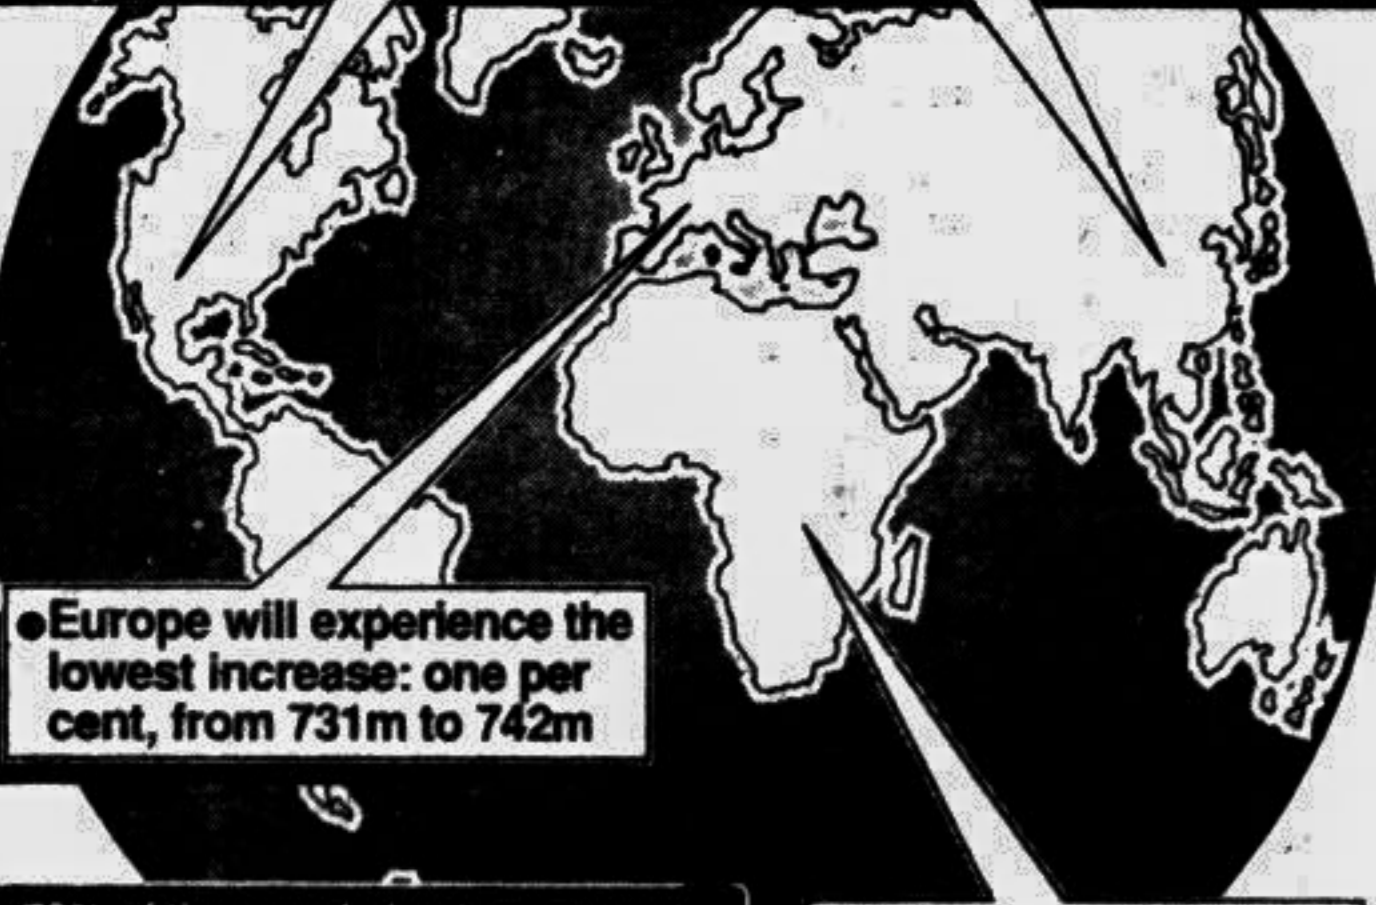 ●Europe will experience the
lowest increase: one per
cent, from 731m to 742m